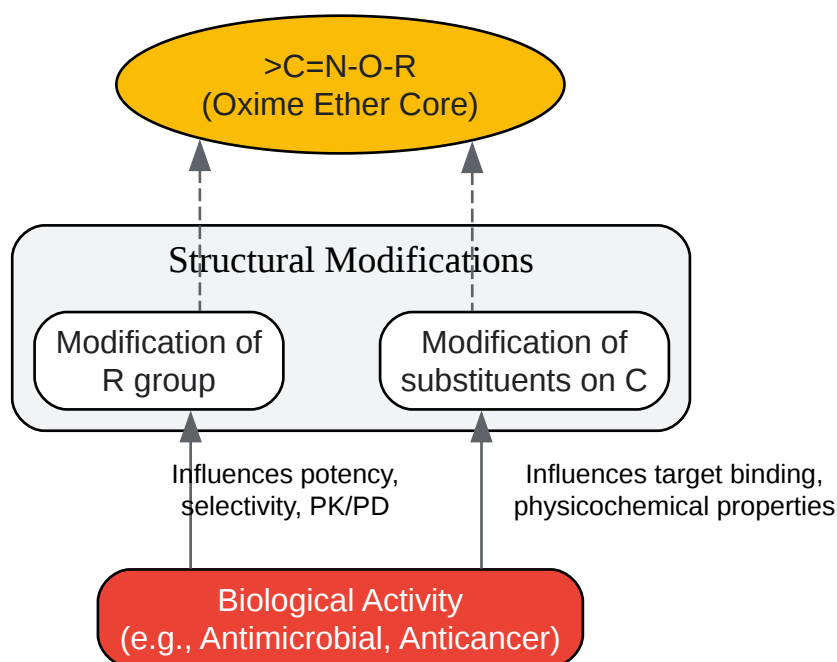 >C=N-O-R
(Oxime Ether Core)
Structural Modifications
Modification of
R group
Modification of
substituents on C
Influences potency,
selectivity, PK/PD
Influences target binding,
physicochemical properties
Biological Activity
(e.g., Antimicrobial, Anticancer)